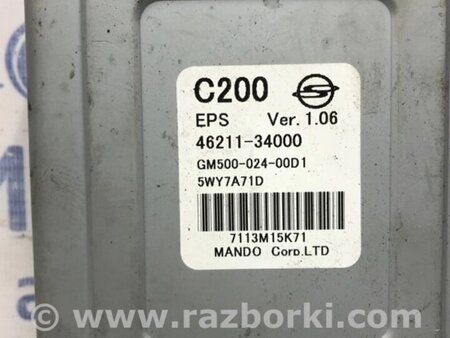 C200
EPS Ver. 1.06
46211-34000
GM500-024-00D1
5WY7A71D
7113M15K71
MANDO Corp.LTD
© www.razborki.com